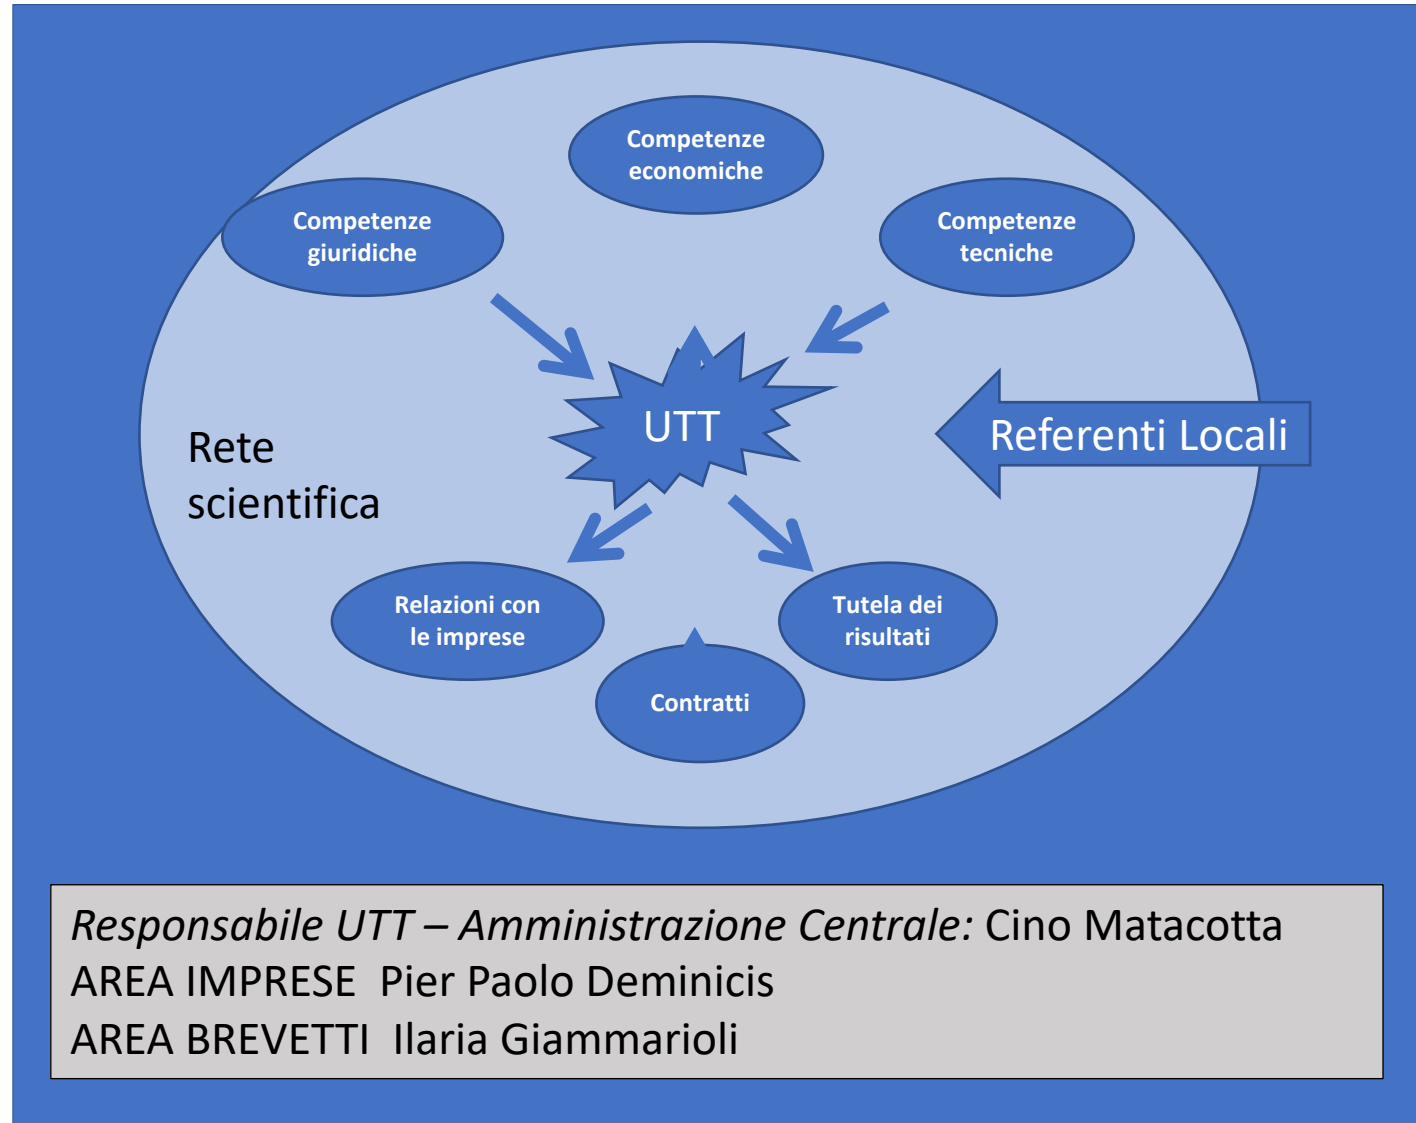 Competenze
economiche
Competenze
giuridiche
Competenze
tecniche
UTT
Referenti Locali
Rete
scientifica
Relazioni con
le imprese
Tutela dei
risultati
Contratti
Responsabile UTT – Amministrazione Centrale: Cino Matacotta
AREA IMPRESE  Pier Paolo Deminicis
AREA BREVETTI  Ilaria Giammarioli